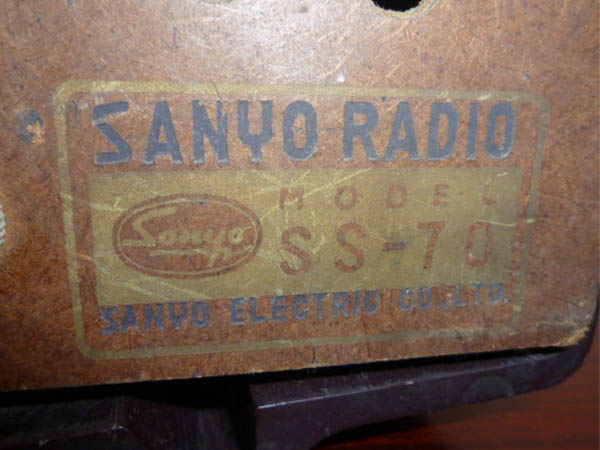 SANYO RADIO
MODEL
Sanyo
SS-70
SANYO ELECTRIC CO.,LTD.